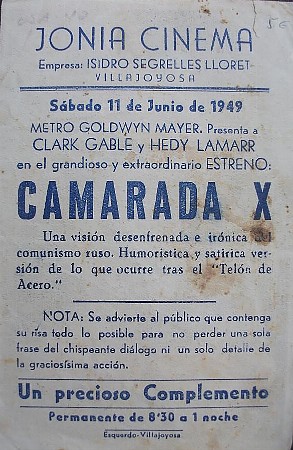 5€
JONIA CINEMA
Empresa: ISIDRO SEGRELLES LLORET
VILLAJOYOSA
Sábado 11 de Junio de 1949
METRO GOLDWYN MAYER. Presenta a
CLARK GABLE y HEDY LAMARR
en el grandioso y extraordinario ESTRENO:
CAMARADA X
Una visión desenfrenada e irónica del
comunismo ruso. Humorística y satírica ver-
sión de lo que ocurre tras el "Telón de
Acero."
NOTA: Se advierte al público que contenga
su risa todo lo posible para no perder una sola
frase del chispeante diálogo ni un solo detalle de
la graciosísima acción.
Un precioso Complemento
Permanente de 8'30 a 1 noche
Esquerdo-Villajoyosa